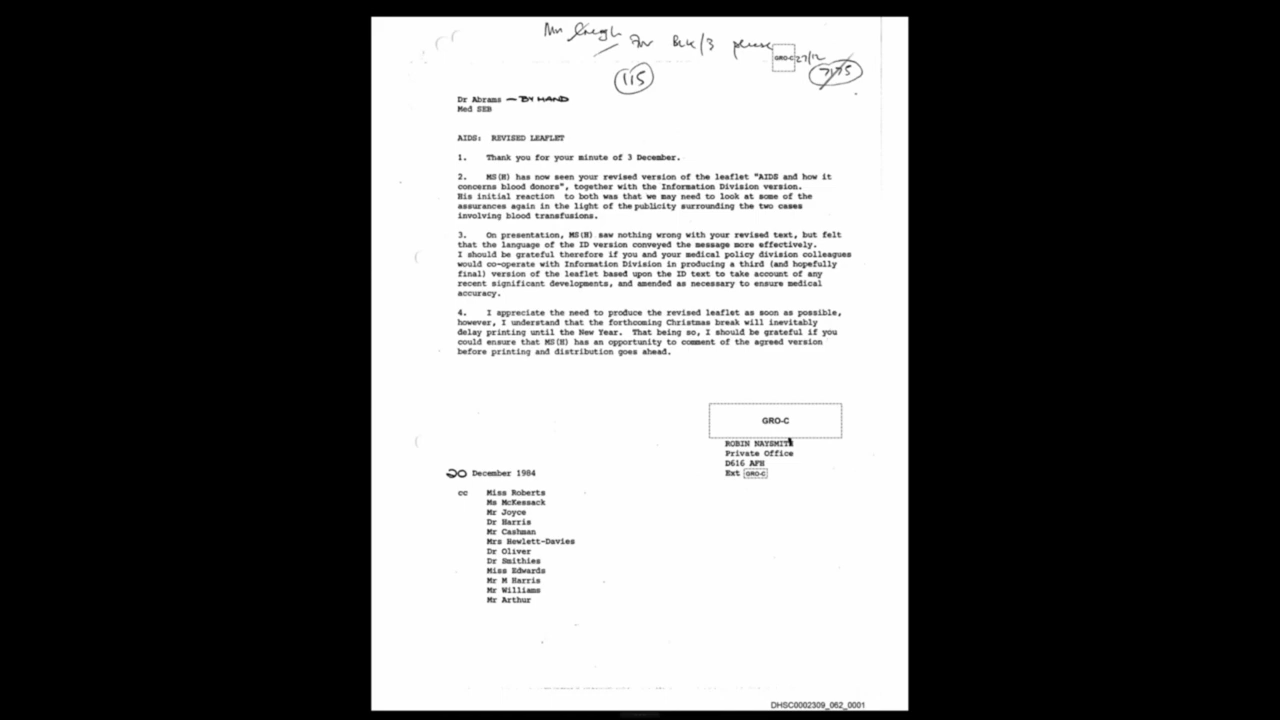 For Blk/3 please
GRO-C 27/12
115
7175
Dr Abrams — BY HAND
Med SEB
AIDS: REVISED LEAFLET
1. Thank you for your minute of 3 December.
2. MS(H) has now seen your revised version of the leaflet "AIDS and how it
concerns blood donors", together with the Information Division version.
His initial reaction to both was that we may need to look at some of the
assurances again in the light of the publicity surrounding the two cases
involving blood transfusions.
3. On presentation, MS(H) saw nothing wrong with your revised text, but felt
that the language of the ID version conveyed the message more effectively.
I should be grateful therefore if you and your medical policy division colleagues
would co-operate with Information Division in producing a third (and hopefully
final) version of the leaflet based upon the ID text to take account of any
recent significant developments, and amended as necessary to ensure medical
accuracy.
4. I appreciate the need to produce the revised leaflet as soon as possible,
however, I understand that the forthcoming Christmas break will inevitably
delay printing until the New Year. That being so, I should be grateful if you
could ensure that MS(H) has an opportunity to comment of the agreed version
before printing and distribution goes ahead.
GRO-C
ROBIN NAYSMITH
Private Office
D616 AFH
Ext GRO-C
20 December 1984
cc Miss Roberts
Ms McKessack
Mr Joyce
Dr Harris
Mr Cashman
Mrs Hewlett-Davies
Dr Oliver
Dr Smithies
Miss Edwards
Mr M Harris
Mr Williams
Mr Arthur
DHSC0002309_062_0001